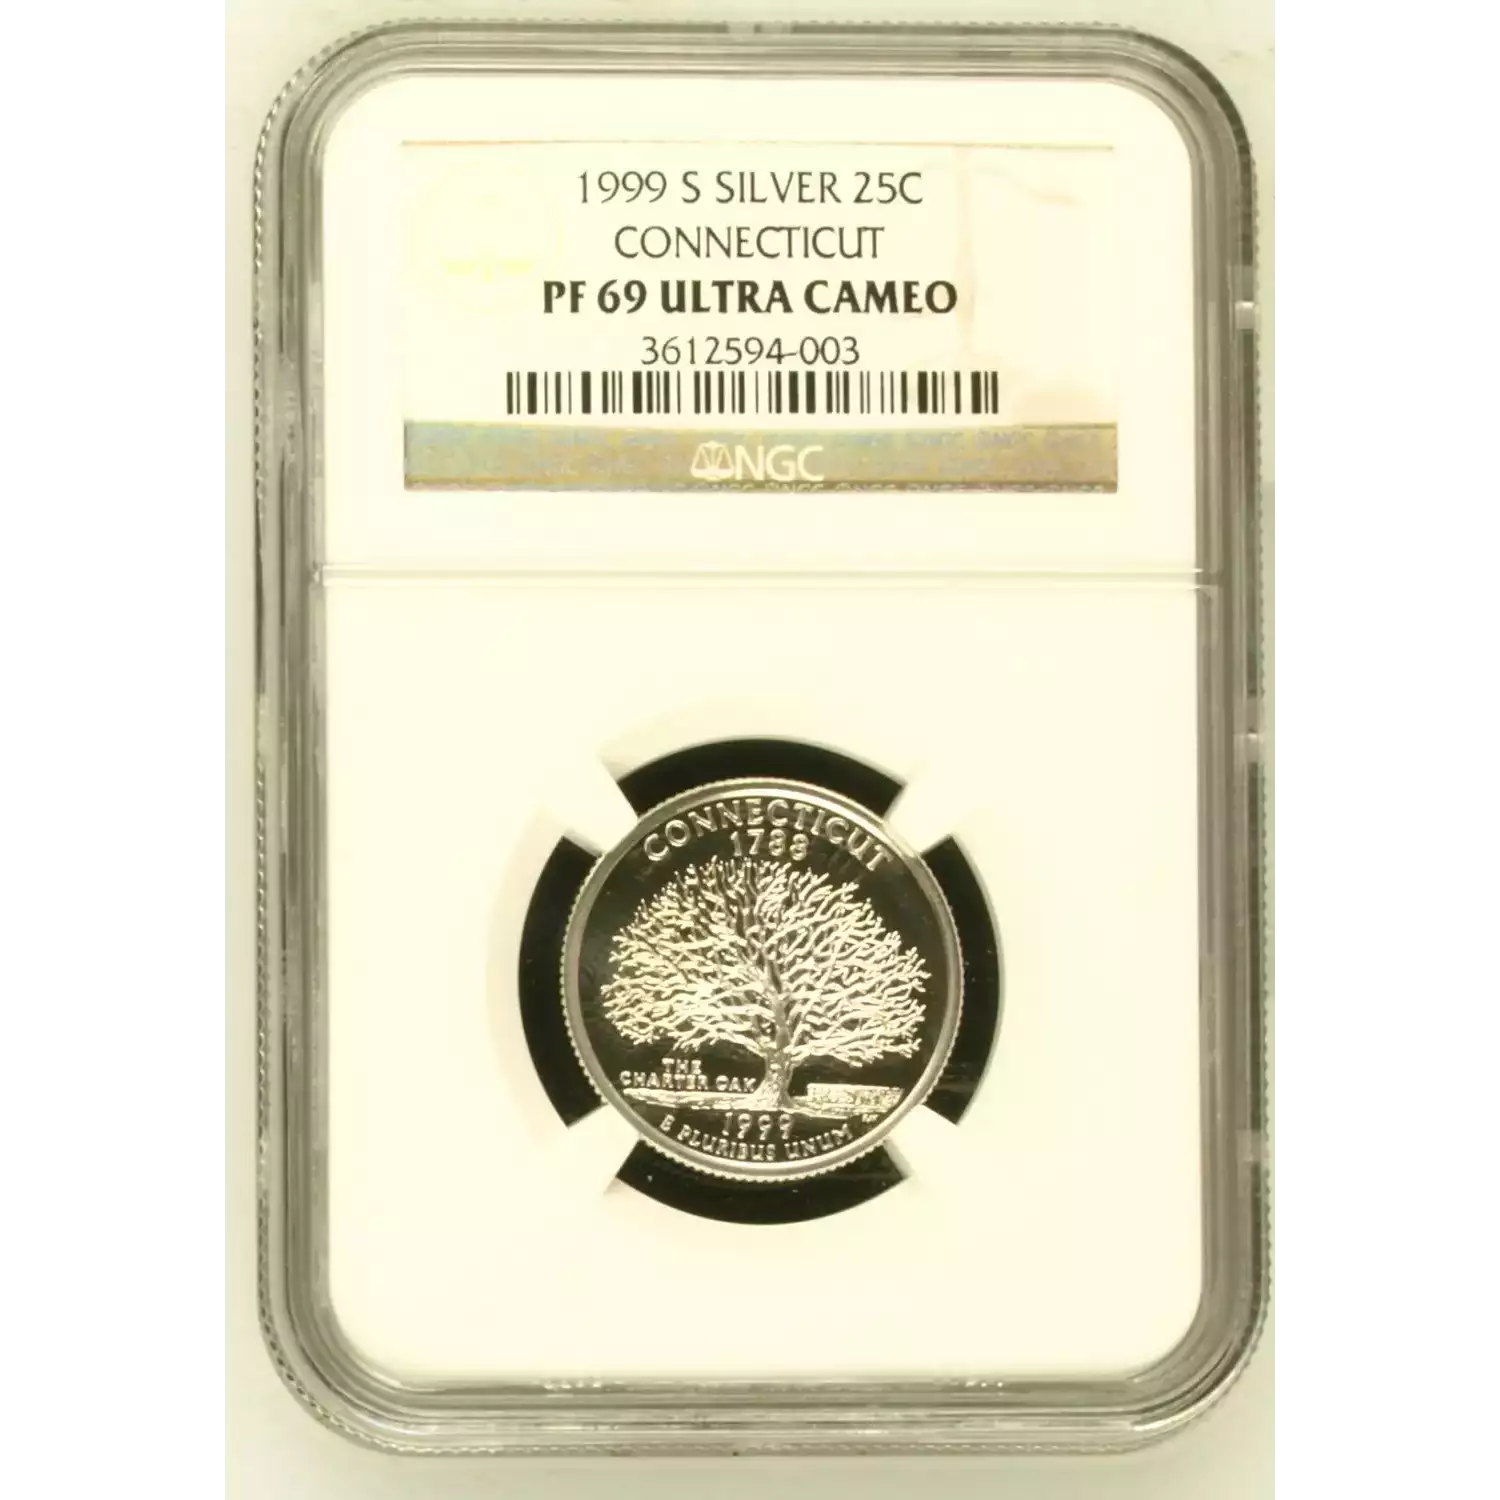 1999 S SILVER 25C
CONNECTICUT
PF 69 ULTRA CAMEO
3612594-003
NGC
CONNECTICUT
1788
THE
CHARTER OAK
1999
E PLURIBUS UNUM